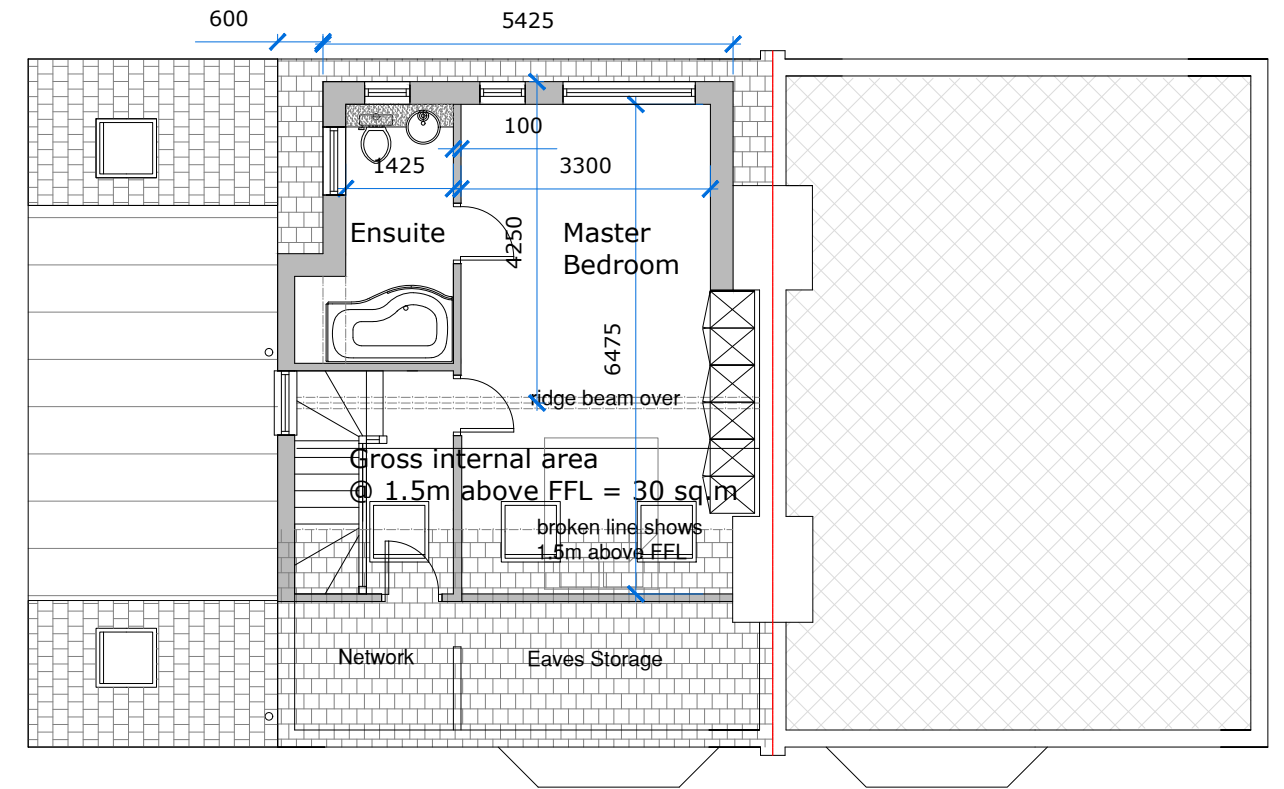 600
5425
100
1425
3300
Ensuite
Master
Bedroom
4250
6475
ridge beam over
Gross internal area
@ 1.5m above FFL = 30 sq.m
broken line shows
1.5m above FFL
Network
Eaves Storage